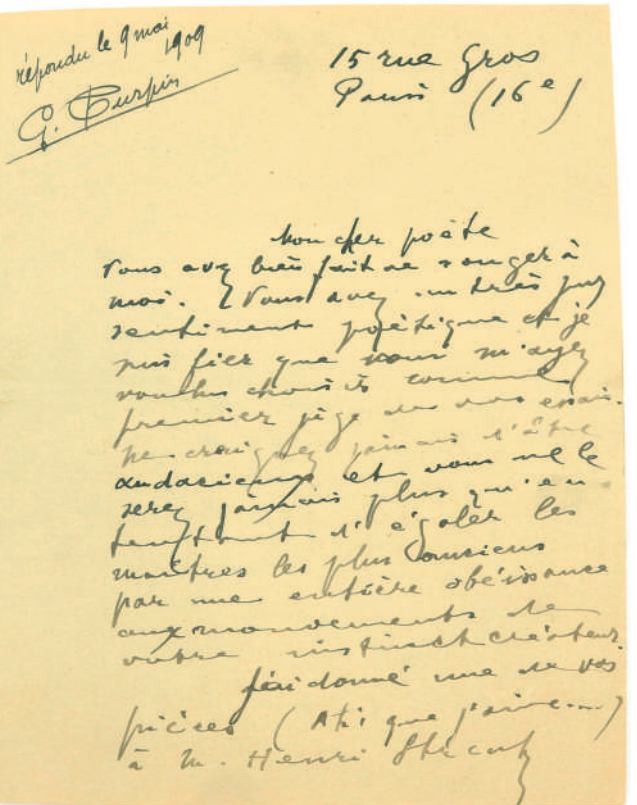 répondu le 9 mai
1909
G. Turpin
15 rue Gros
Paris (16e)
Mon cher poète
Vous avez bien fait de songer à
moi. Vous avez un très pur
sentiment poétique et je
suis fier que vous m'ayez
voulu choisir comme
premier juge de vos essais.
Ne craignez jamais d'être
audacieux et vous ne le
serez jamais plus qu'en
tentant d'égaler les
maîtres les plus anciens
par une entière obéissance
aux mouvements de
votre instinct créateur.
J'ai donné une de vos
pièces (que j'aime...)
à M. Henri